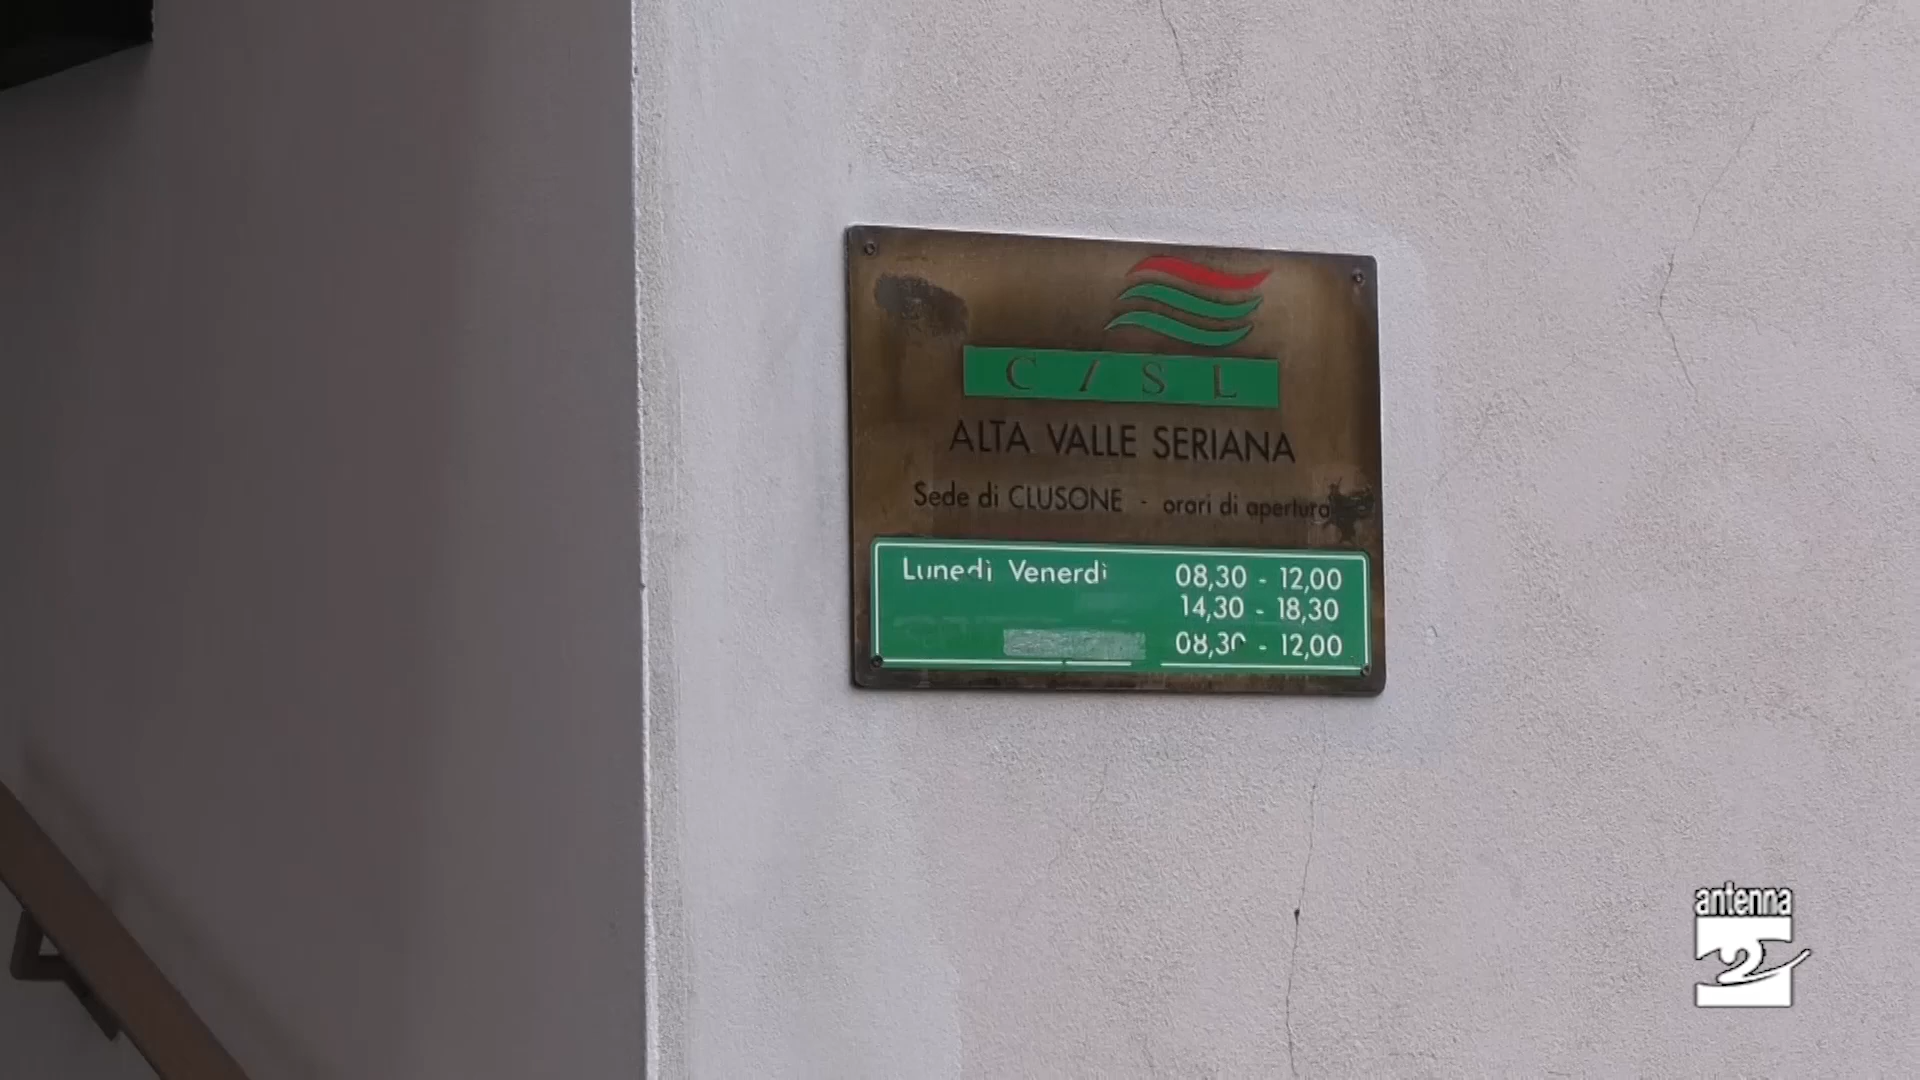 CISL
ALTA VALLE SERIANA
Sede di CLUSONE - orari di apertura
Lunedì Venerdì 08,30 - 12,00
14,30 - 18,30
08,30 - 12,00
antenna
2